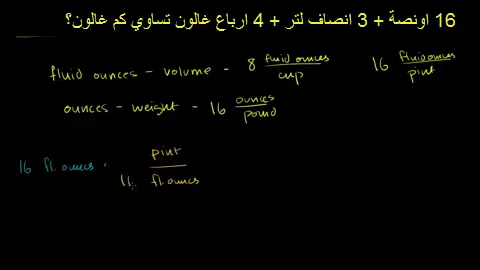 16 اونصة + 3 انصاف لتر + 4 ارباع غالون تساوي كم غالون؟
fluid ounces - volume - 8 fluid ounces / cup 16 fluid ounces / pint
ounces - weight - 16 ounces / pound
16 fl. ounces · pint / 16 fl. ounces